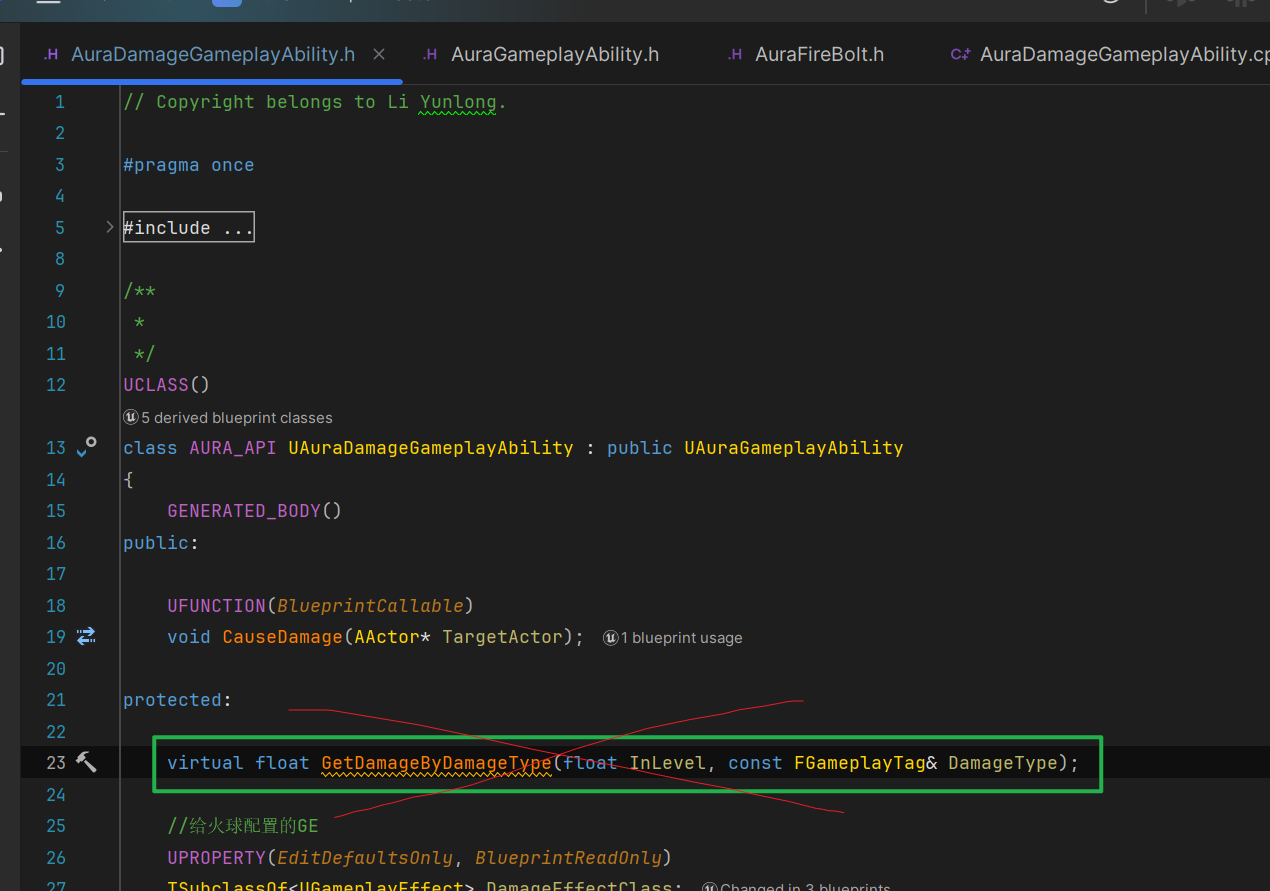 .H AuraDamageGameplayAbility.h × .H AuraGameplayAbility.h .H AuraFireBolt.h C+ AuraDamageGameplayAbility.cp
1 // Copyright belongs to Li Yunlong.
2
3 #pragma once
4
5 #include ...
8
9 /**
10 *
11 */
12 UCLASS()
5 derived blueprint classes
13 class AURA_API UAuraDamageGameplayAbility : public UAuraGameplayAbility
14 {
15 GENERATED_BODY()
16 public:
17
18 UFUNCTION(BlueprintCallable)
19 void CauseDamage(AActor* TargetActor); 1 blueprint usage
20
21 protected:
22
23 virtual float GetDamageByDamageType(float InLevel, const FGameplayTag& DamageType);
24
25 //给火球配置的GE
26 UPROPERTY(EditDefaultsOnly, BlueprintReadOnly)
27 TSubclassOf<UGameplayEffect> DamageEffectClass; Changed in 3 blueprints